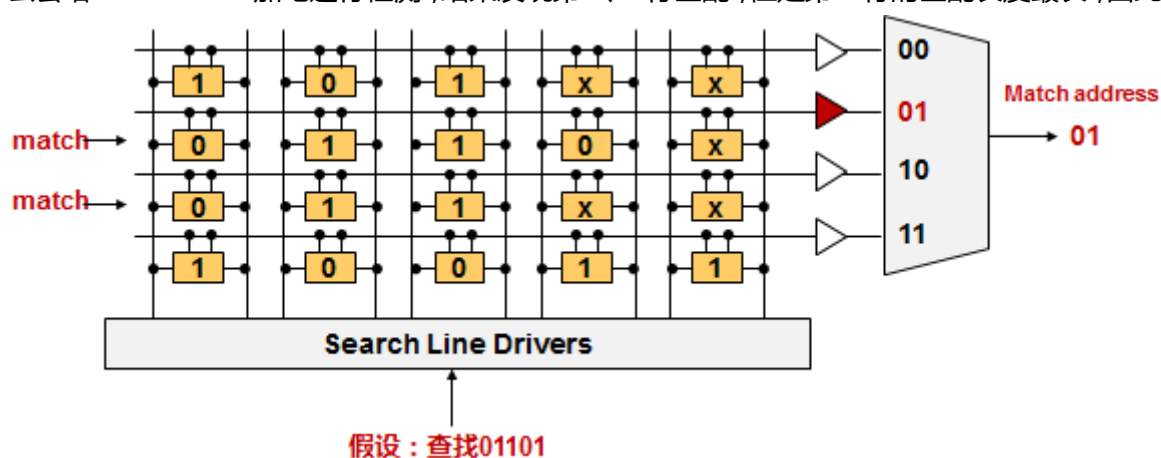 1 0 1 x x 00
Match address
match 0 1 1 0 x 01 01
match 0 1 1 x x 10
1 0 0 1 1 11
Search Line Drivers
假设：查找01101